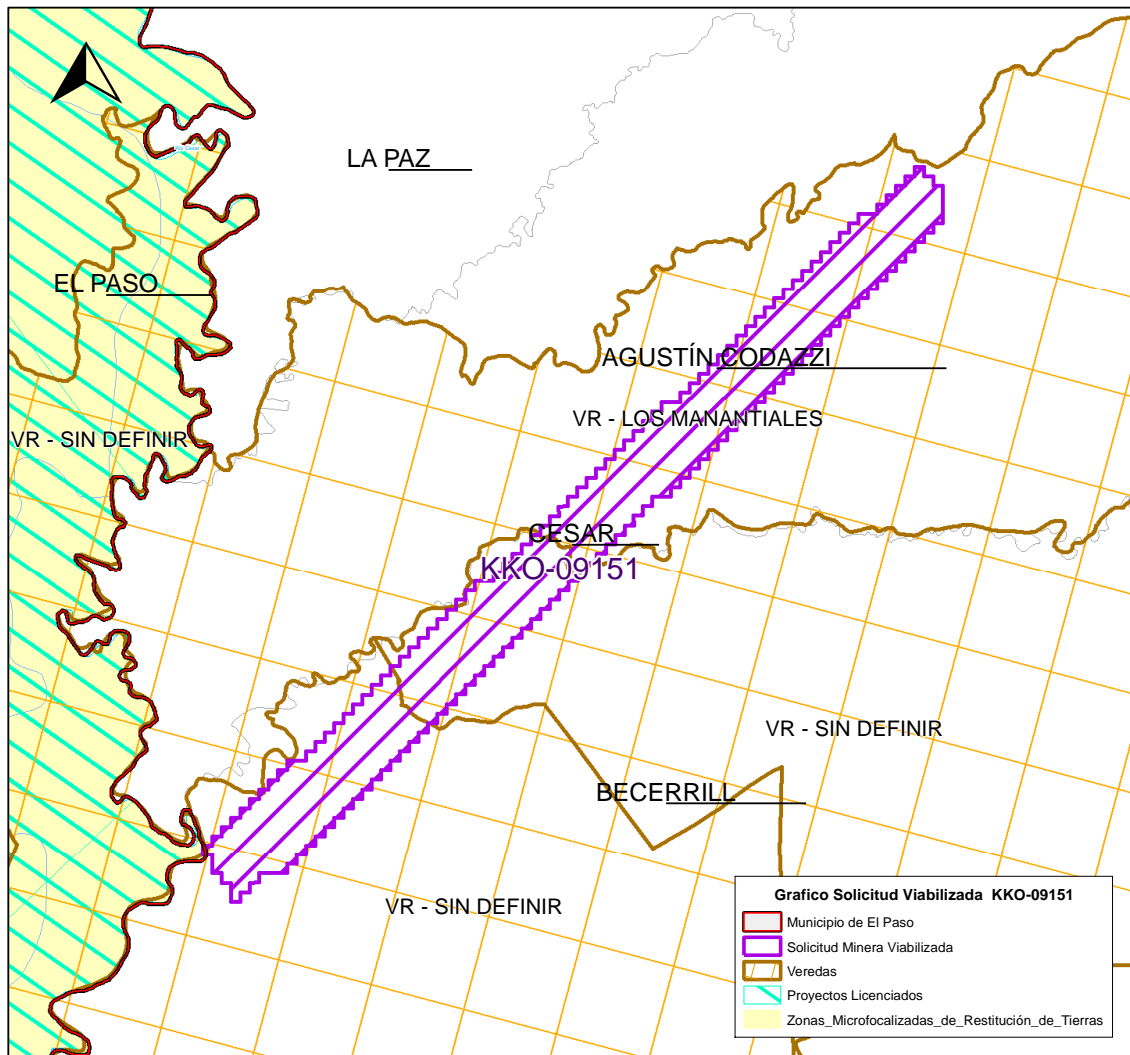 Rio Cesar
LA PAZ
EL PASO
AGUSTÍN CODAZZI
VR - LOS MANANTIALES
VR - SIN DEFINIR
CESAR
KKO-09151
VR - SIN DEFINIR
BECERRILL
VR - SIN DEFINIR
Grafico Solicitud Viabilizada KKO-09151
Municipio de El Paso
Solicitud Minera Viabilizada
Veredas
Proyectos Licenciados
Zonas_Microfocalizadas_de_Restitución_de_Tierras